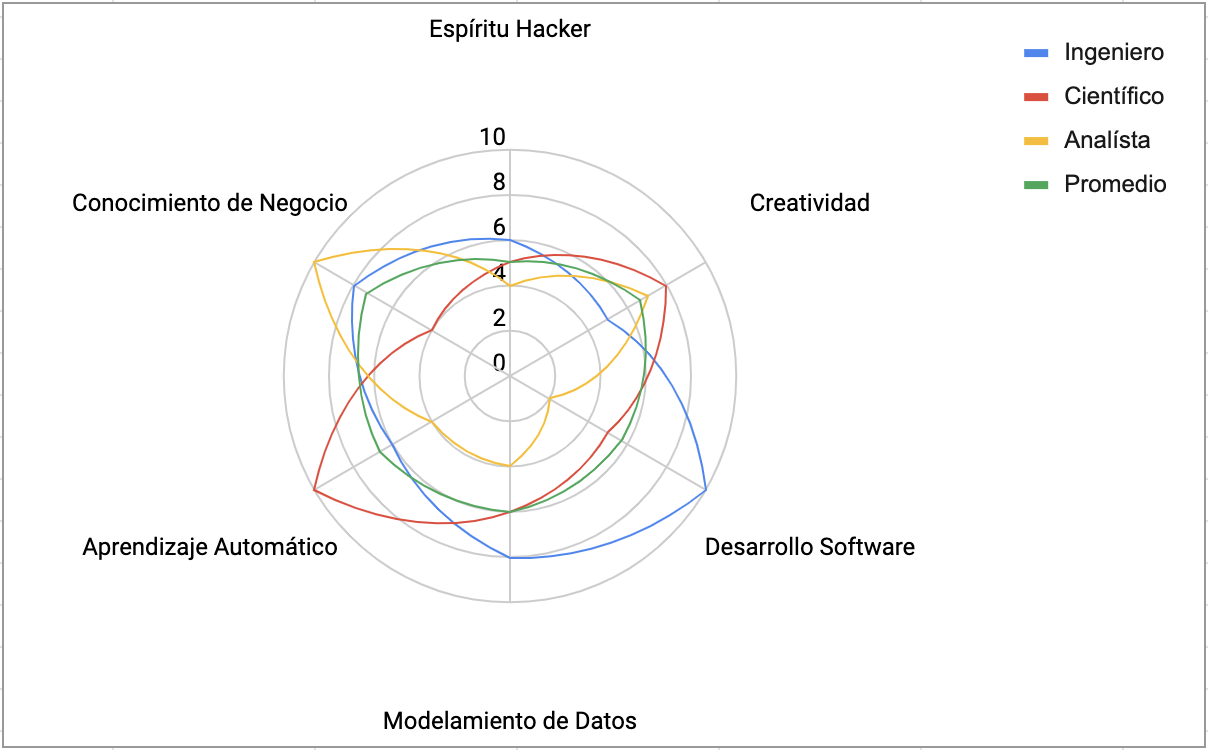 Espíritu Hacker
Ingeniero
Científico
Analísta
Promedio
10
8
6
4
2
0
Conocimiento de Negocio
Creatividad
Aprendizaje Automático
Desarrollo Software
Modelamiento de Datos